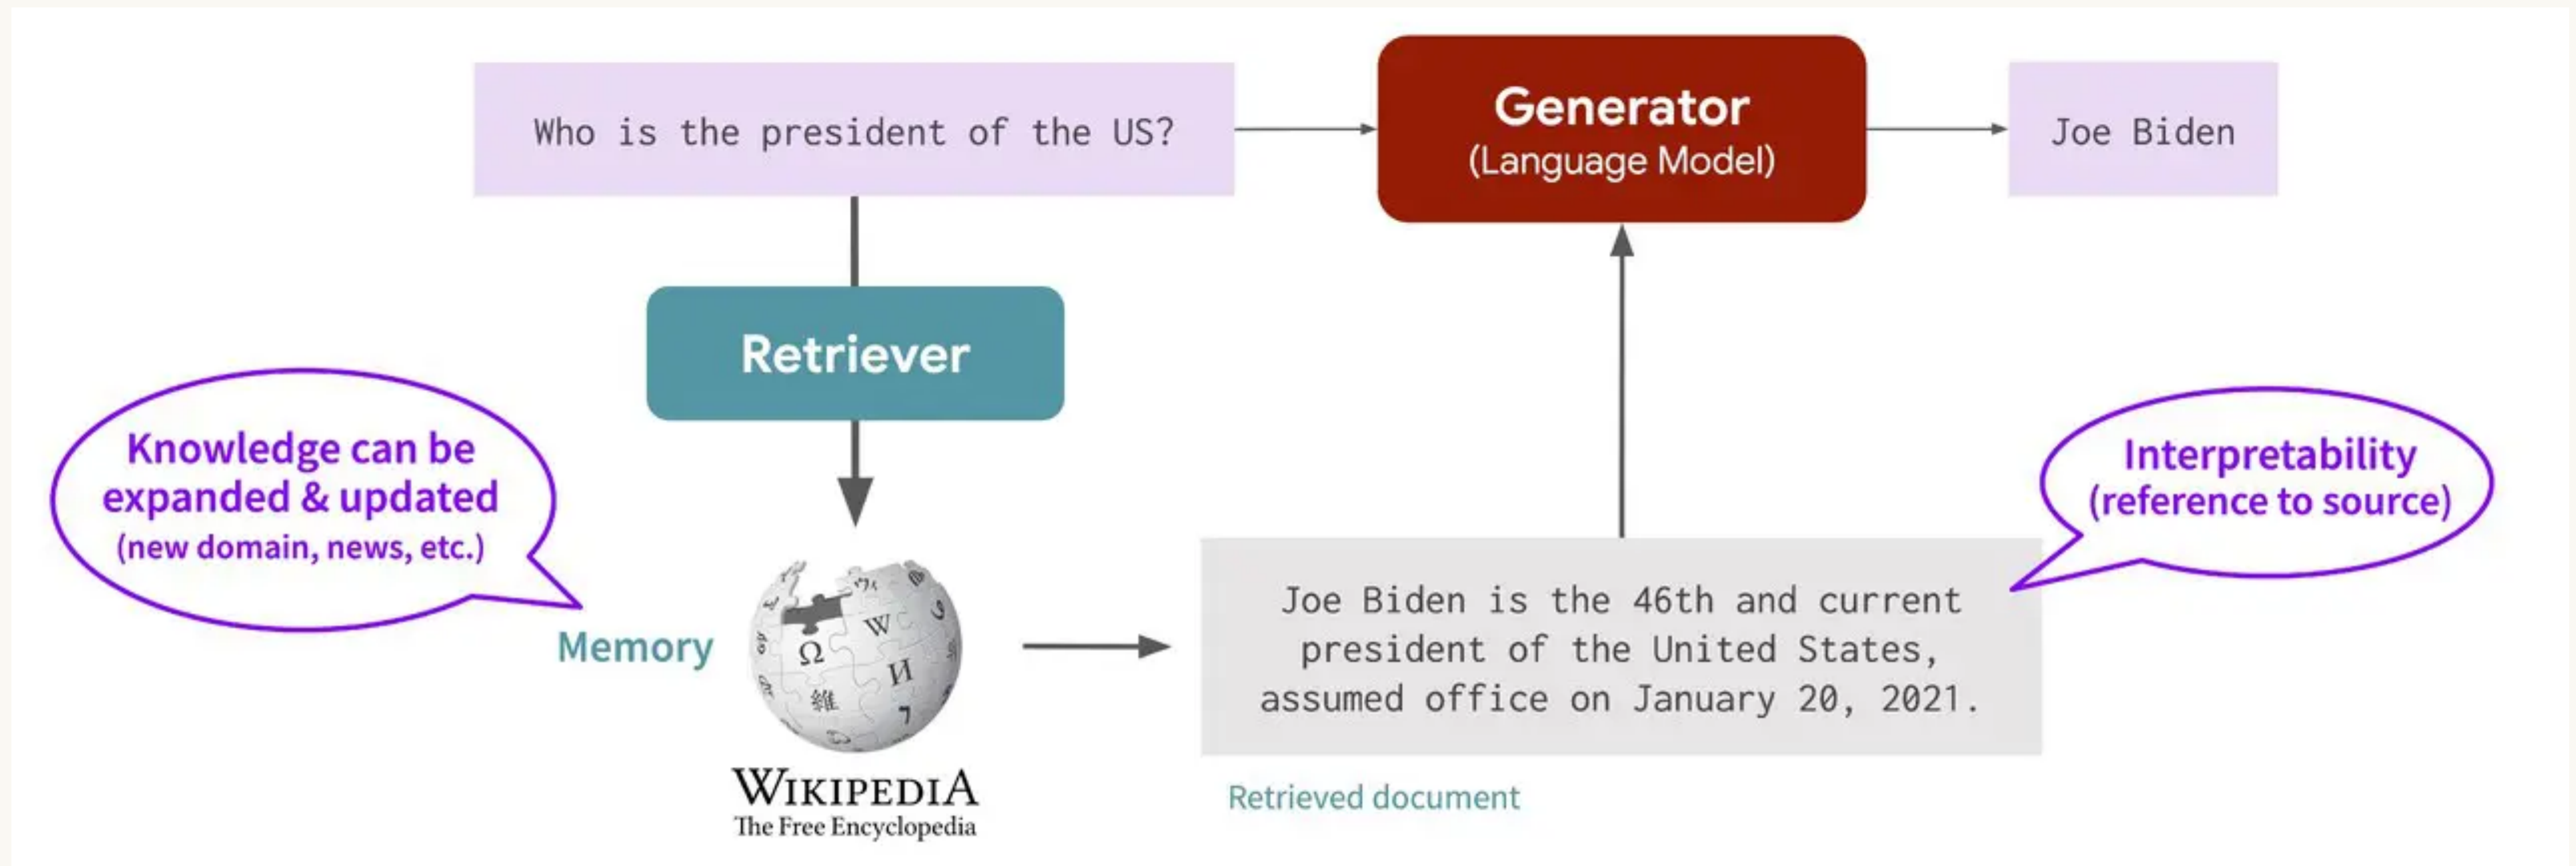 Who is the president of the US?
Generator
(Language Model)
Joe Biden
Retriever
Knowledge can be
expanded & updated
(new domain, news, etc.)
Interpretability
(reference to source)
Memory
Ω
W
И
維
WIKIPEDIA
The Free Encyclopedia
Joe Biden is the 46th and current
president of the United States,
assumed office on January 20, 2021.
Retrieved document